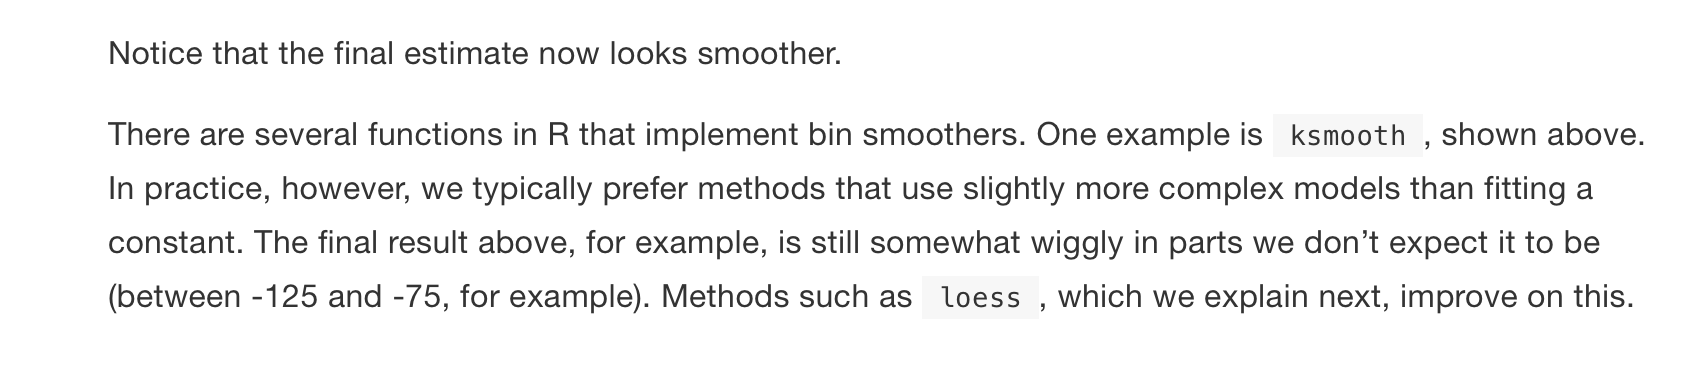 Notice that the final estimate now looks smoother.
There are several functions in R that implement bin smoothers. One example is ksmooth , shown above.
In practice, however, we typically prefer methods that use slightly more complex models than fitting a
constant. The final result above, for example, is still somewhat wiggly in parts we don’t expect it to be
(between -125 and -75, for example). Methods such as loess , which we explain next, improve on this.